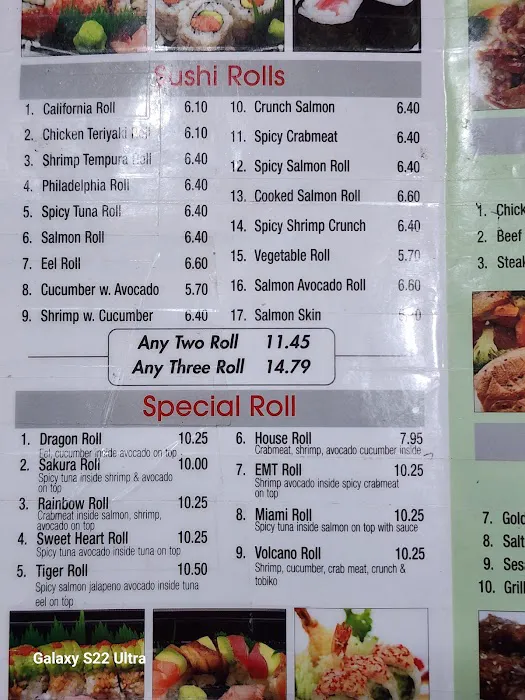 Sushi Rolls
1. California Roll 6.10
2. Chicken Teriyaki Roll 6.10
3. Shrimp Tempura Roll 6.40
4. Philadelphia Roll 6.40
5. Spicy Tuna Roll 6.40
6. Salmon Roll 6.40
7. Eel Roll 6.60
8. Cucumber w. Avocado 5.70
9. Shrimp w. Cucumber 6.40
10. Crunch Salmon 6.40
11. Spicy Crabmeat 6.40
12. Spicy Salmon Roll 6.40
13. Cooked Salmon Roll 6.60
14. Spicy Shrimp Crunch 6.40
15. Vegetable Roll 5.70
16. Salmon Avocado Roll 6.60
17. Salmon Skin
Any Two Roll 11.45
Any Three Roll 14.79
Special Roll
1. Dragon Roll 10.25
Eel, cucumber inside avocado on top
2. Sakura Roll 10.00
Spicy tuna inside shrimp & avocado
on top
3. Rainbow Roll 10.25
Crabmeat inside salmon, shrimp,
avocado on top
4. Sweet Heart Roll 10.25
Spicy tuna avocado inside tuna on top
5. Tiger Roll 10.50
Spicy salmon jalapeno avocado inside tuna
eel on top
6. House Roll 7.95
Crabmeat, shrimp, avocado cucumber inside
7. EMT Roll 10.25
Shrimp avocado inside spicy crabmeat
on top
8. Miami Roll 10.25
Spicy tuna inside salmon on top with sauce
9. Volcano Roll 10.25
Shrimp, cucumber, crab meat, crunch &
tobiko
1. Chick
2. Beef
3. Steak
7. Gold
8. Salt
9. Ses
10. Grill
Galaxy S22 Ultra